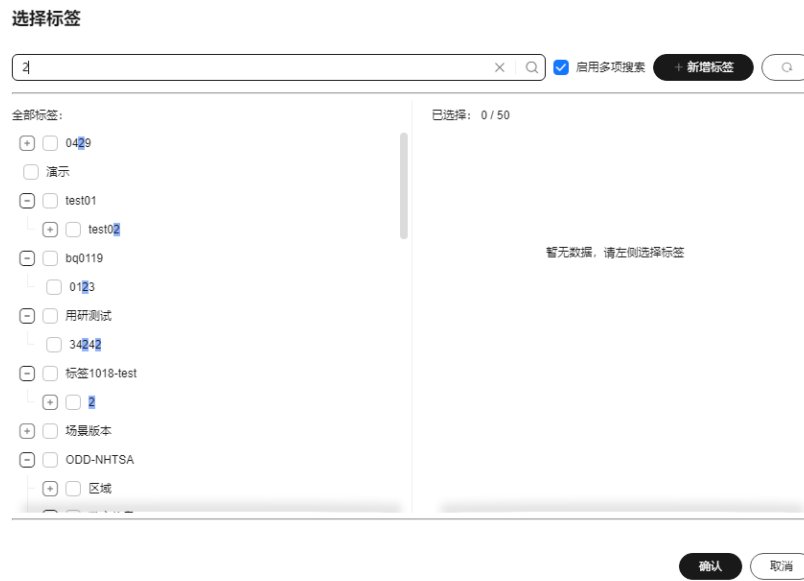 选择标签
2 启用多项搜索 + 新增标签
全部标签：
已选择： 0 / 50
0429
演示
test01
test02
bq0119
暂无数据，请左侧选择标签
0123
用研测试
34242
标签1018-test
2
场景版本
ODD-NHTSA
区域
确认 取消